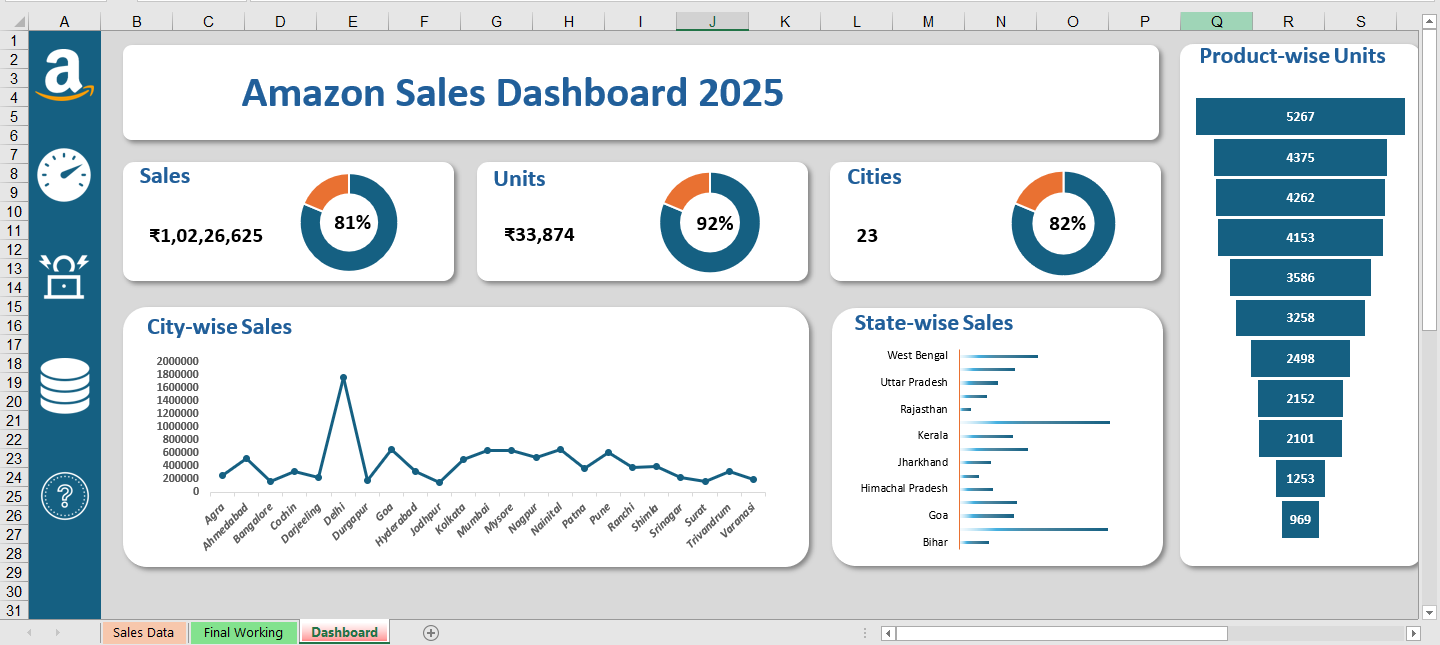 A B C D E F G H I J K L M N O P Q R S
1
2
3
4
5
6
7
8
9
10
11
12
13
14
15
16
17
18
19
20
21
22
23
24
25
26
27
28
29
30
31
a
?
Amazon Sales Dashboard 2025
Sales
₹1,02,26,625
81%
Units
₹33,874
92%
Cities
23
82%
City-wise Sales
2000000
1800000
1600000
1400000
1200000
1000000
800000
600000
400000
200000
0
Agra
Ahmedabad
Bangalore
Cochin
Darjeeling
Delhi
Durgapur
Goa
Hyderabad
Jodhpur
Kolkata
Mumbai
Mysore
Nagpur
Nainital
Patna
Pune
Ranchi
Shimla
Srinagar
Surat
Trivandrum
Varanasi
State-wise Sales
West Bengal
Uttar Pradesh
Rajasthan
Kerala
Jharkhand
Himachal Pradesh
Goa
Bihar
Product-wise Units
5267
4375
4262
4153
3586
3258
2498
2152
2101
1253
969
Sales Data Final Working Dashboard